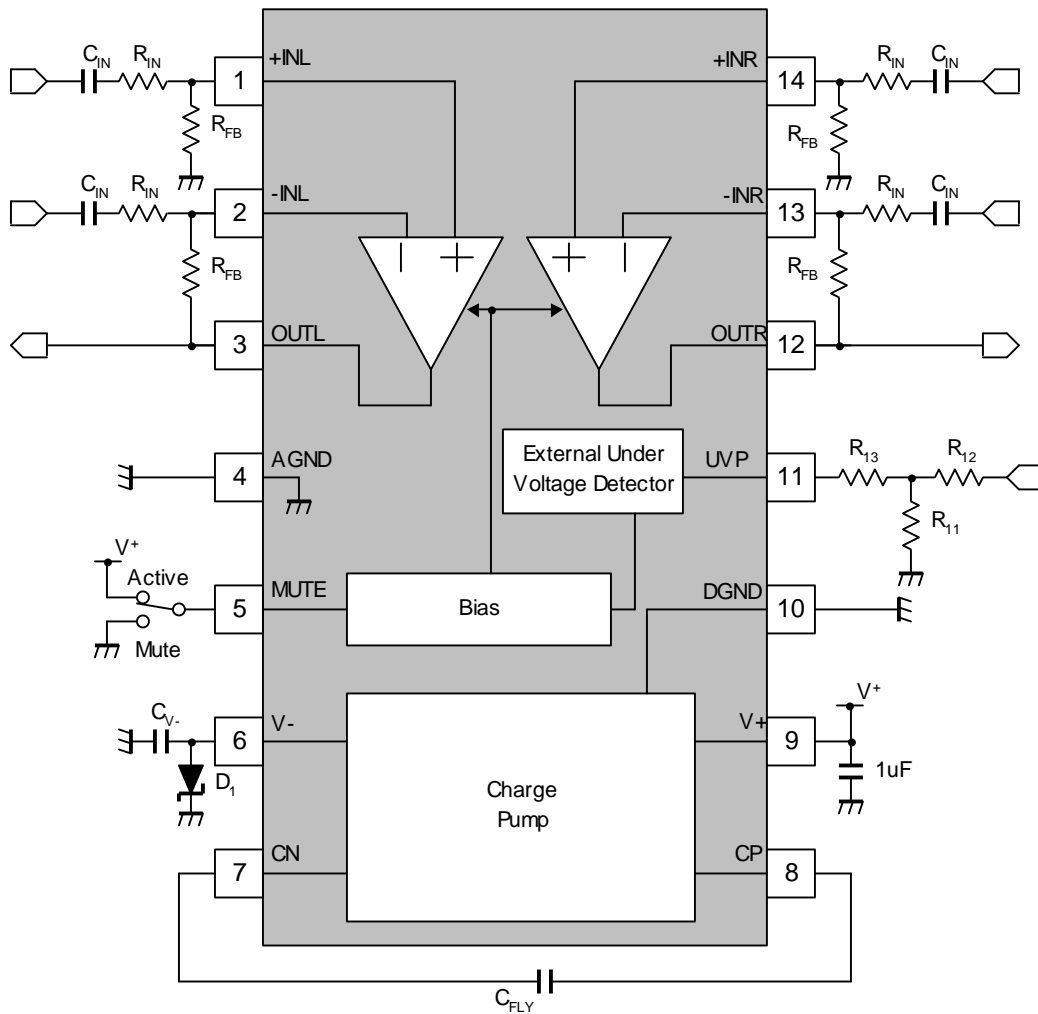 C_IN R_IN +INL +INR R_IN C_IN
1 14
R_FB R_FB
C_IN R_IN -INL -INR R_IN C_IN
2 13
R_FB R_FB
OUTL OUTR
3 12
AGND External Under Voltage Detector UVP R_13 R_12
4 11
R_11
V+
Active
MUTE Bias DGND
5 10
Mute
C_V- V- V+ V+
6 9
D_1 1uF
Charge
Pump
CN CP
7 8
C_FLY